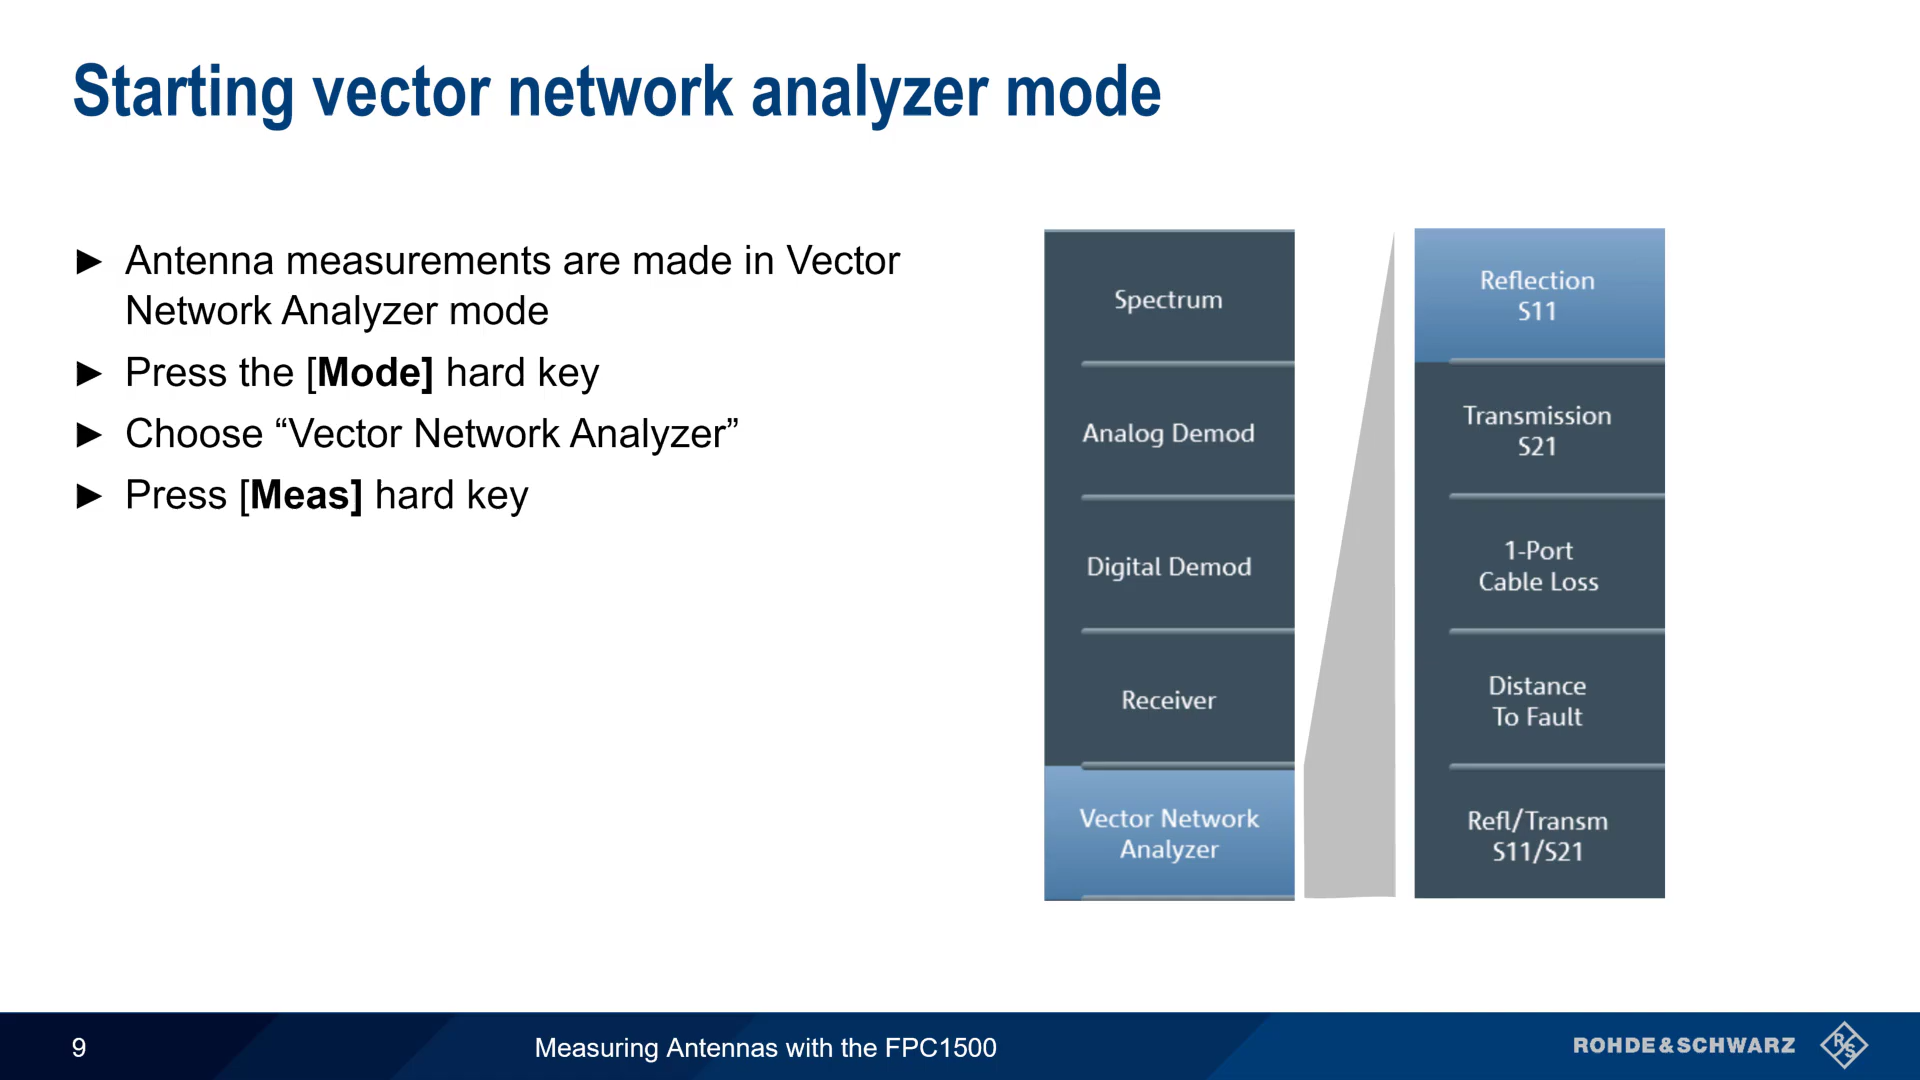 Starting vector network analyzer mode
► Antenna measurements are made in Vector
Network Analyzer mode
► Press the [Mode] hard key
► Choose “Vector Network Analyzer”
► Press [Meas] hard key
Spectrum
Analog Demod
Digital Demod
Receiver
Vector Network
Analyzer
Reflection
S11
Transmission
S21
1-Port
Cable Loss
Distance
To Fault
Refl/Transm
S11/S21
9
Measuring Antennas with the FPC1500
ROHDE&SCHWARZ
R
S